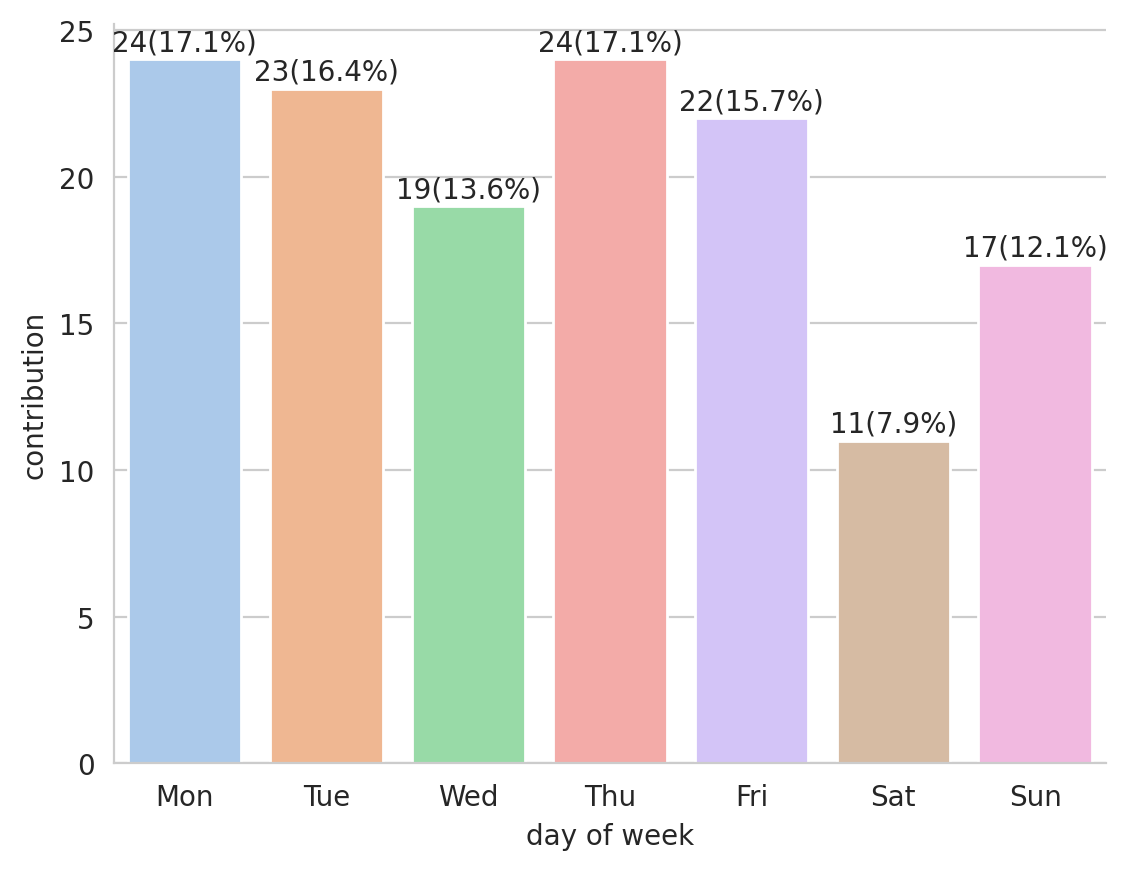 25
24(17.1%)
23(16.4%)
19(13.6%)
24(17.1%)
22(15.7%)
11(7.9%)
17(12.1%)
20
15
10
5
0
contribution
Mon
Tue
Wed
Thu
Fri
Sat
Sun
day of week